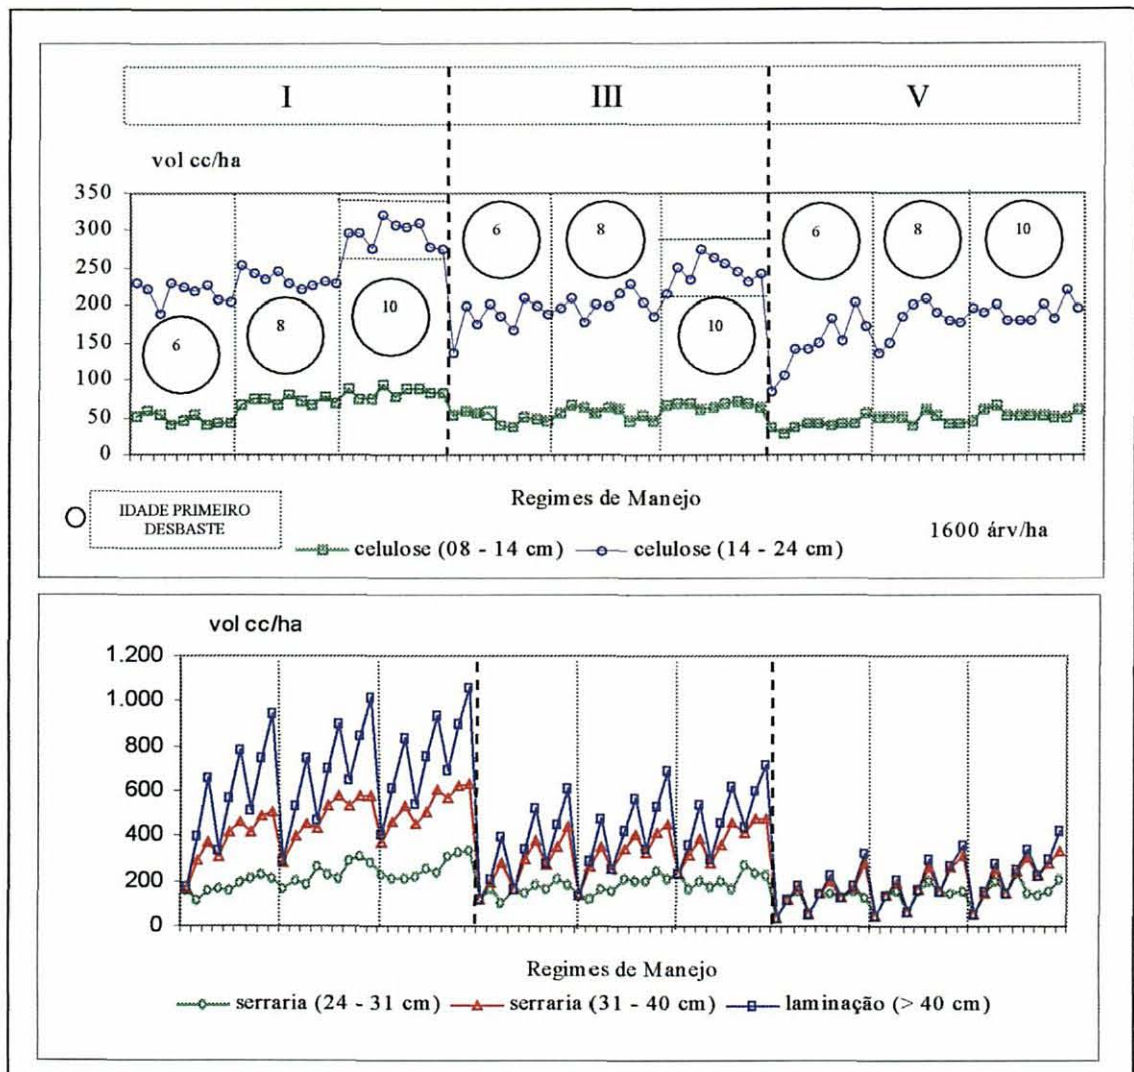 I III V
vol cc/ha
350
300
250
200
150
100
50
0
6 8 10 6 8 10 6 8 10
Regimes de Manejo
IDADE PRIMEIRO
DESBASTE
1600 árv/ha
celulose (08 - 14 cm) celulose (14 - 24 cm)
vol cc/ha
1.200
1.000
800
600
400
200
0
Regimes de Manejo
serraria (24 - 31 cm) serraria (31 - 40 cm) laminação (> 40 cm)